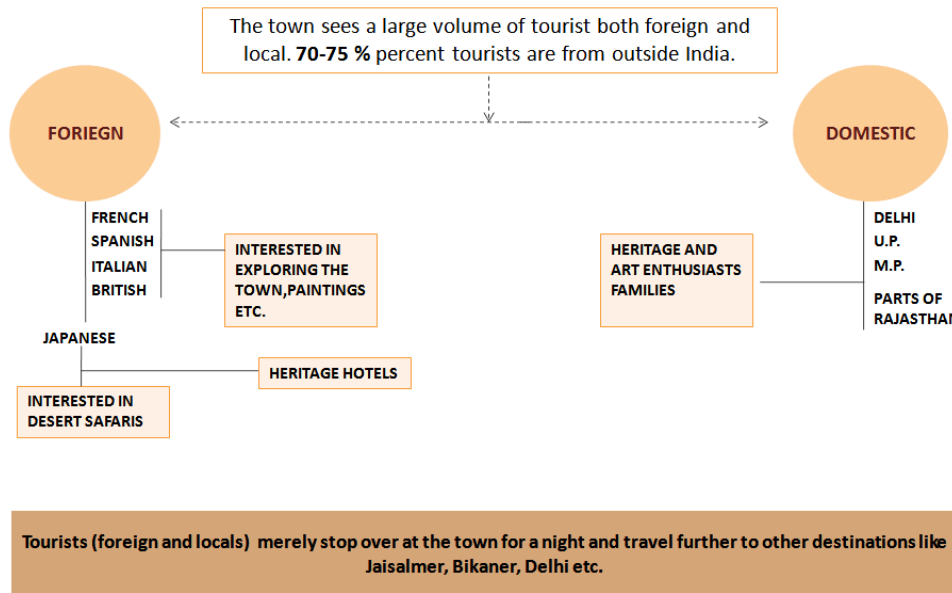 The town sees a large volume of tourist both foreign and
local. 70-75 % percent tourists are from outside India.
FORIEGN
DOMESTIC
FRENCH
SPANISH
ITALIAN
BRITISH
INTERESTED IN
EXPLORING THE
TOWN,PAINTINGS
ETC.
JAPANESE
HERITAGE HOTELS
INTERESTED IN
DESERT SAFARIS
HERITAGE AND
ART ENTHUSIASTS
FAMILIES
DELHI
U.P.
M.P.
PARTS OF
RAJASTHAN
Tourists (foreign and locals) merely stop over at the town for a night and travel further to other destinations like
Jaisalmer, Bikaner, Delhi etc.